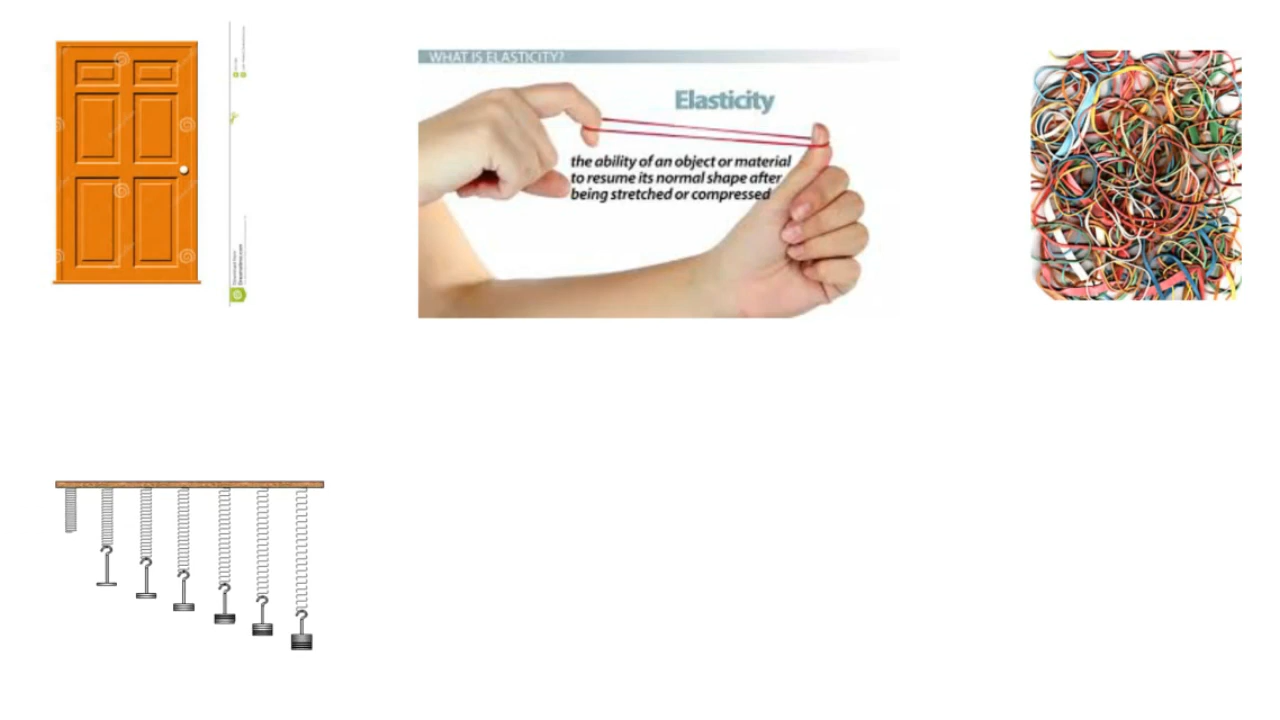 WHAT IS ELASTICITY?
Elasticity
the ability of an object or material
to resume its normal shape after
being stretched or compressed